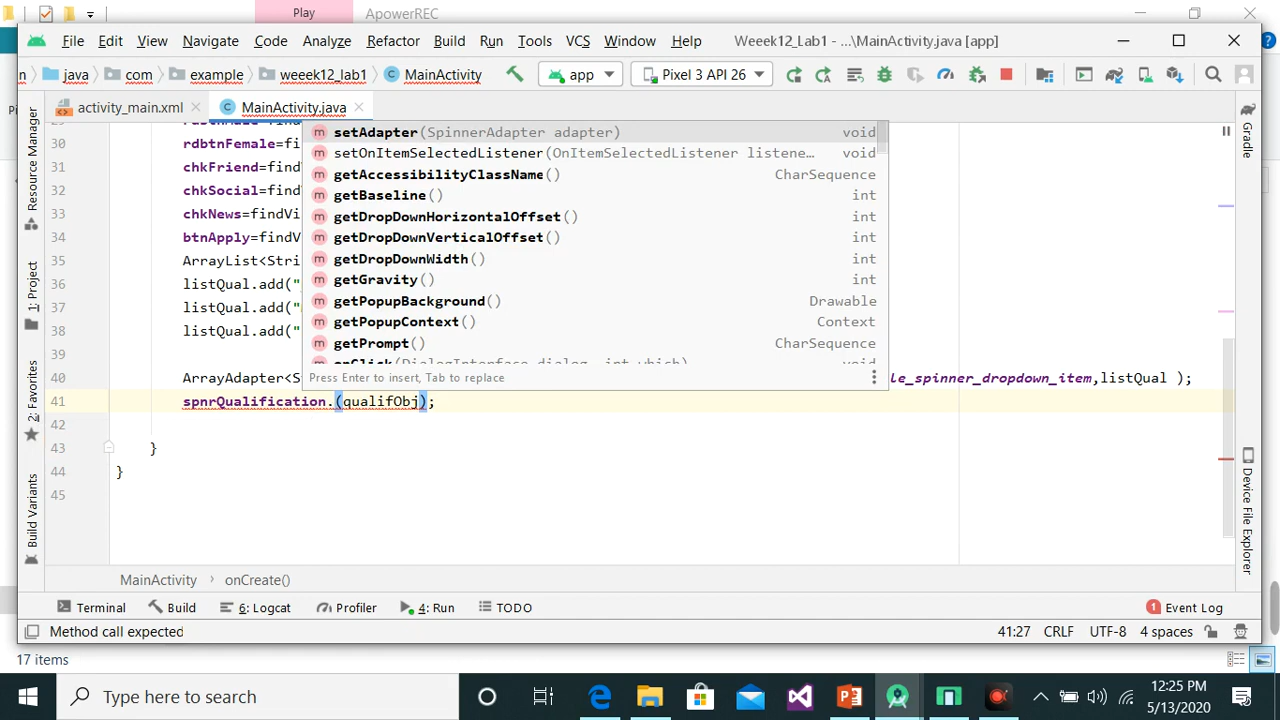 Play
ApowerREC
File Edit View Navigate Code Analyze Refactor Build Run Tools VCS Window Help Weeek12_Lab1 - ...\MainActivity.java [app]
java com example weeek12_lab1 MainActivity app Pixel 3 API 26
activity_main.xml MainActivity.java
setAdapter(SpinnerAdapter adapter) void
30 rdbtnFemale=fi
setOnItemSelectedListener(OnItemSelectedListener listene… void
31 chkFriend=find
getAccessibilityClassName() CharSequence
32 chkSocial=find
getBaseline() int
33 chkNews=findVi
getDropDownHorizontalOffset() int
34 btnApply=findV
getDropDownVerticalOffset() int
35 ArrayList<Stri
getDropDownWidth() int
36 listQual.add("
getGravity() int
37 listQual.add("
getPopupBackground() Drawable
38 listQual.add("
getPopupContext() Context
39
getPrompt() CharSequence
onClick(DialogInterface dialog, int which) void
Press Enter to insert, Tab to replace
40 ArrayAdapter<S le_spinner_dropdown_item,listQual );
41 spnrQualification.(qualifObj);
42
43 }
44 }
45
Resource Manager
1: Project
2: Favorites
Build Variants
Gradle
Device File Explorer
MainActivity › onCreate()
Terminal Build 6: Logcat Profiler 4: Run TODO 1 Event Log
Method call expected 41:27 CRLF UTF-8 4 spaces
17 items
Type here to search
12:25 PM
5/13/2020